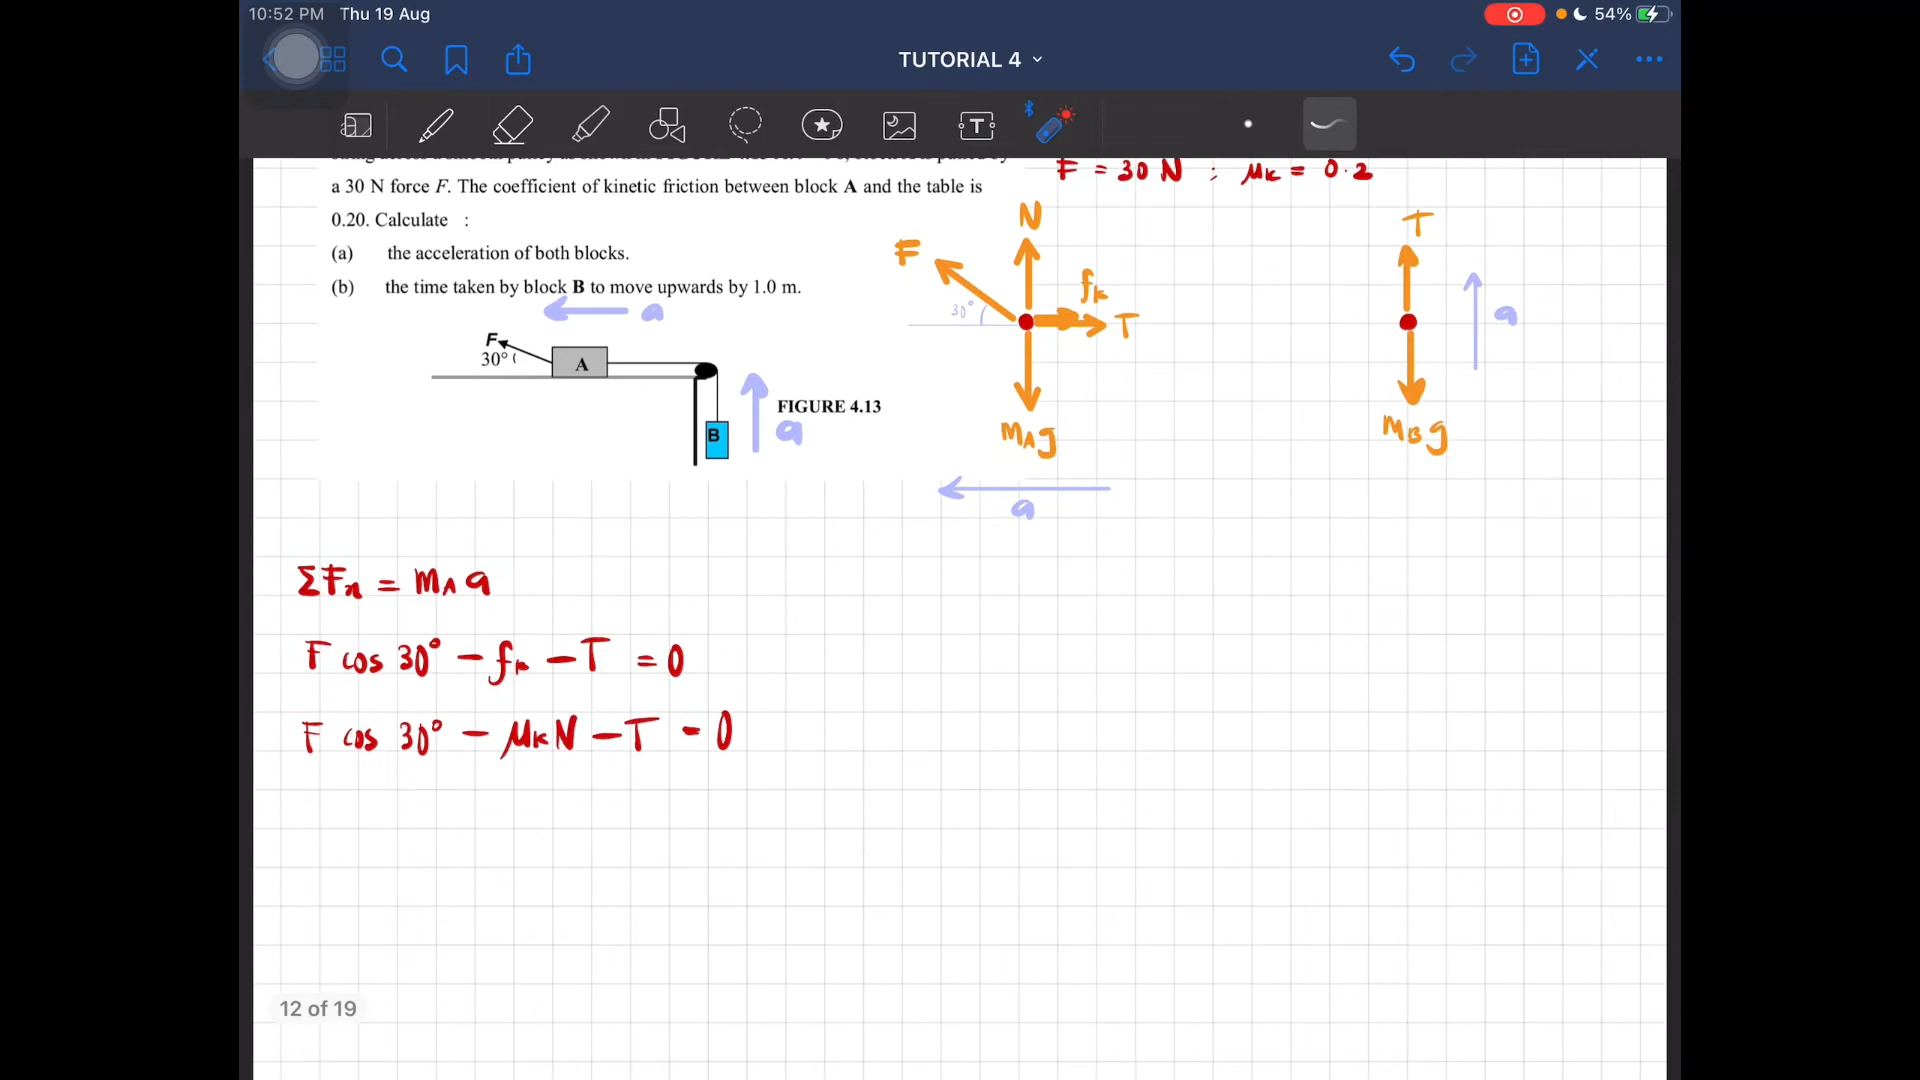 10:52 PM Thu 19 Aug
54%
TUTORIAL 4
a 30 N force F. The coefficient of kinetic friction between block A and the table is
0.20. Calculate :
(a) the acceleration of both blocks.
(b) the time taken by block B to move upwards by 1.0 m.
a
F
30°
A
B
a
FIGURE 4.13
F = 30 N ; μk = 0.2
N
F
fk
30°
T
mAg
a
T
a
mBg
ΣFx = mA a
F cos 30° - fk - T = 0
F cos 30° - μkN - T = 0
12 of 19